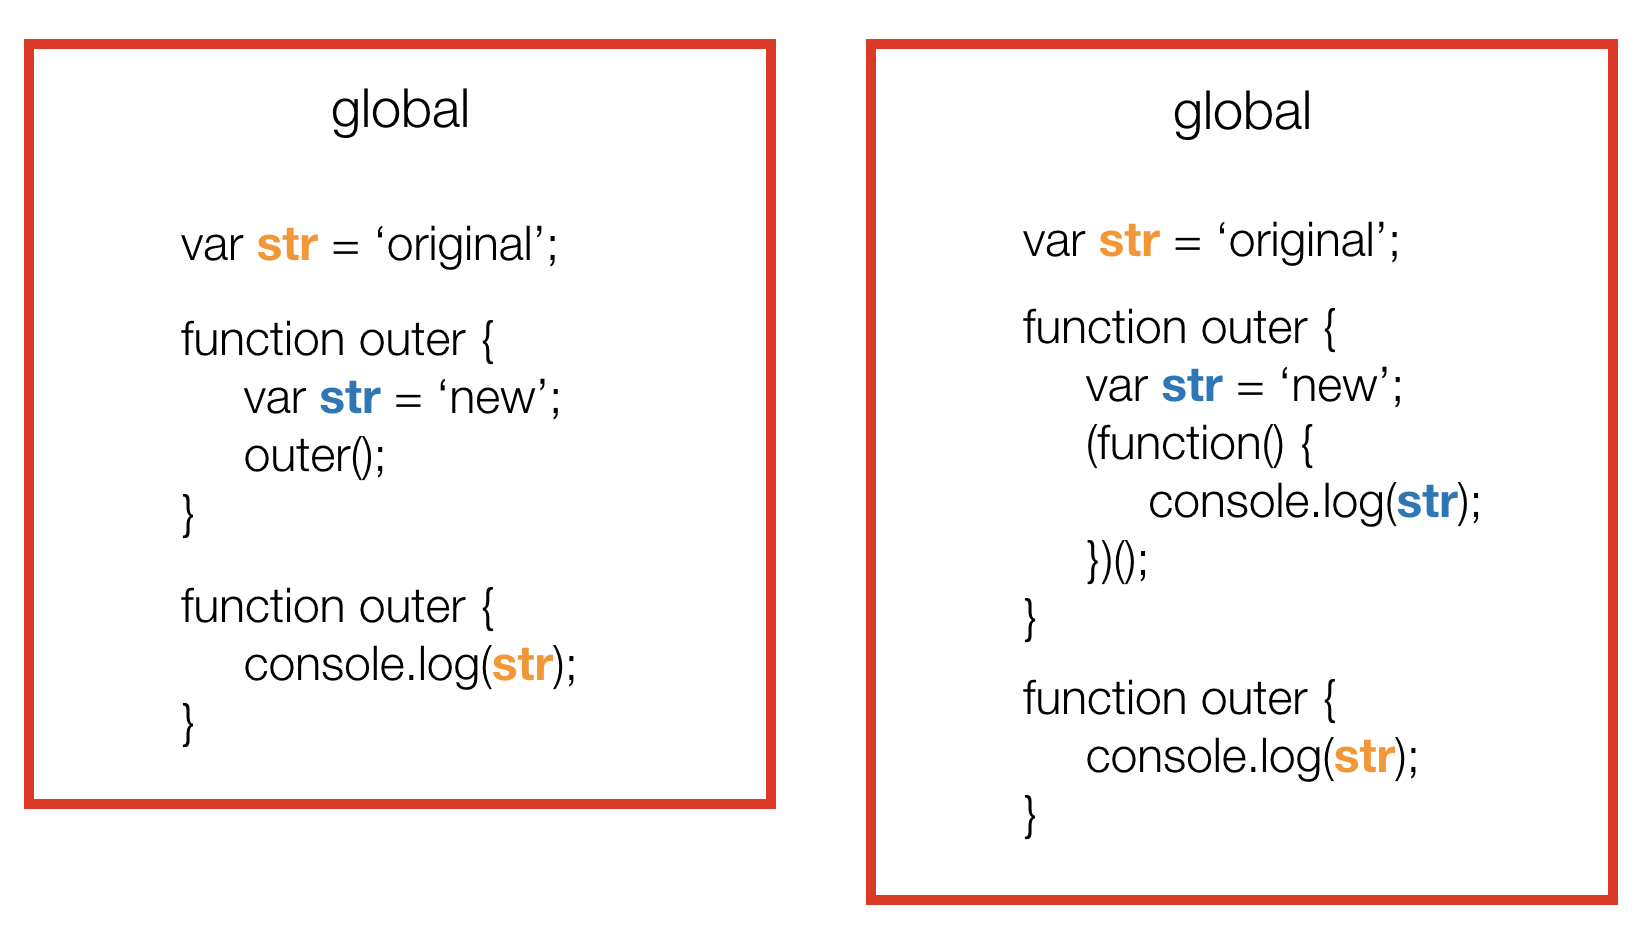 global
var str = ‘original’;
function outer {
var str = ‘new’;
outer();
}
function outer {
console.log(str);
}
global
var str = ‘original’;
function outer {
var str = ‘new’;
(function() {
console.log(str);
})();
}
function outer {
console.log(str);
}